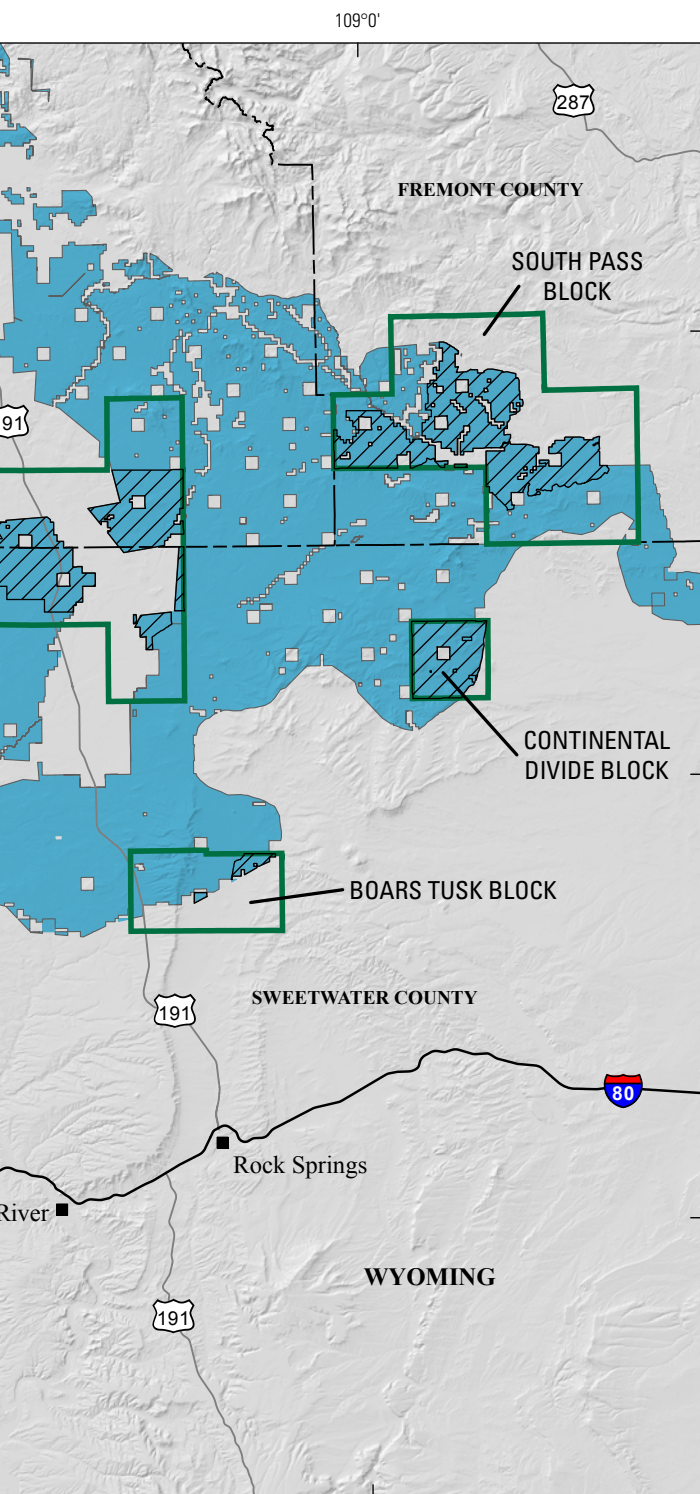 109°0'
287
FREMONT COUNTY
SOUTH PASS
BLOCK
91
CONTINENTAL
DIVIDE BLOCK
BOARS TUSK BLOCK
SWEETWATER COUNTY
191
80
Rock Springs
River
WYOMING
191